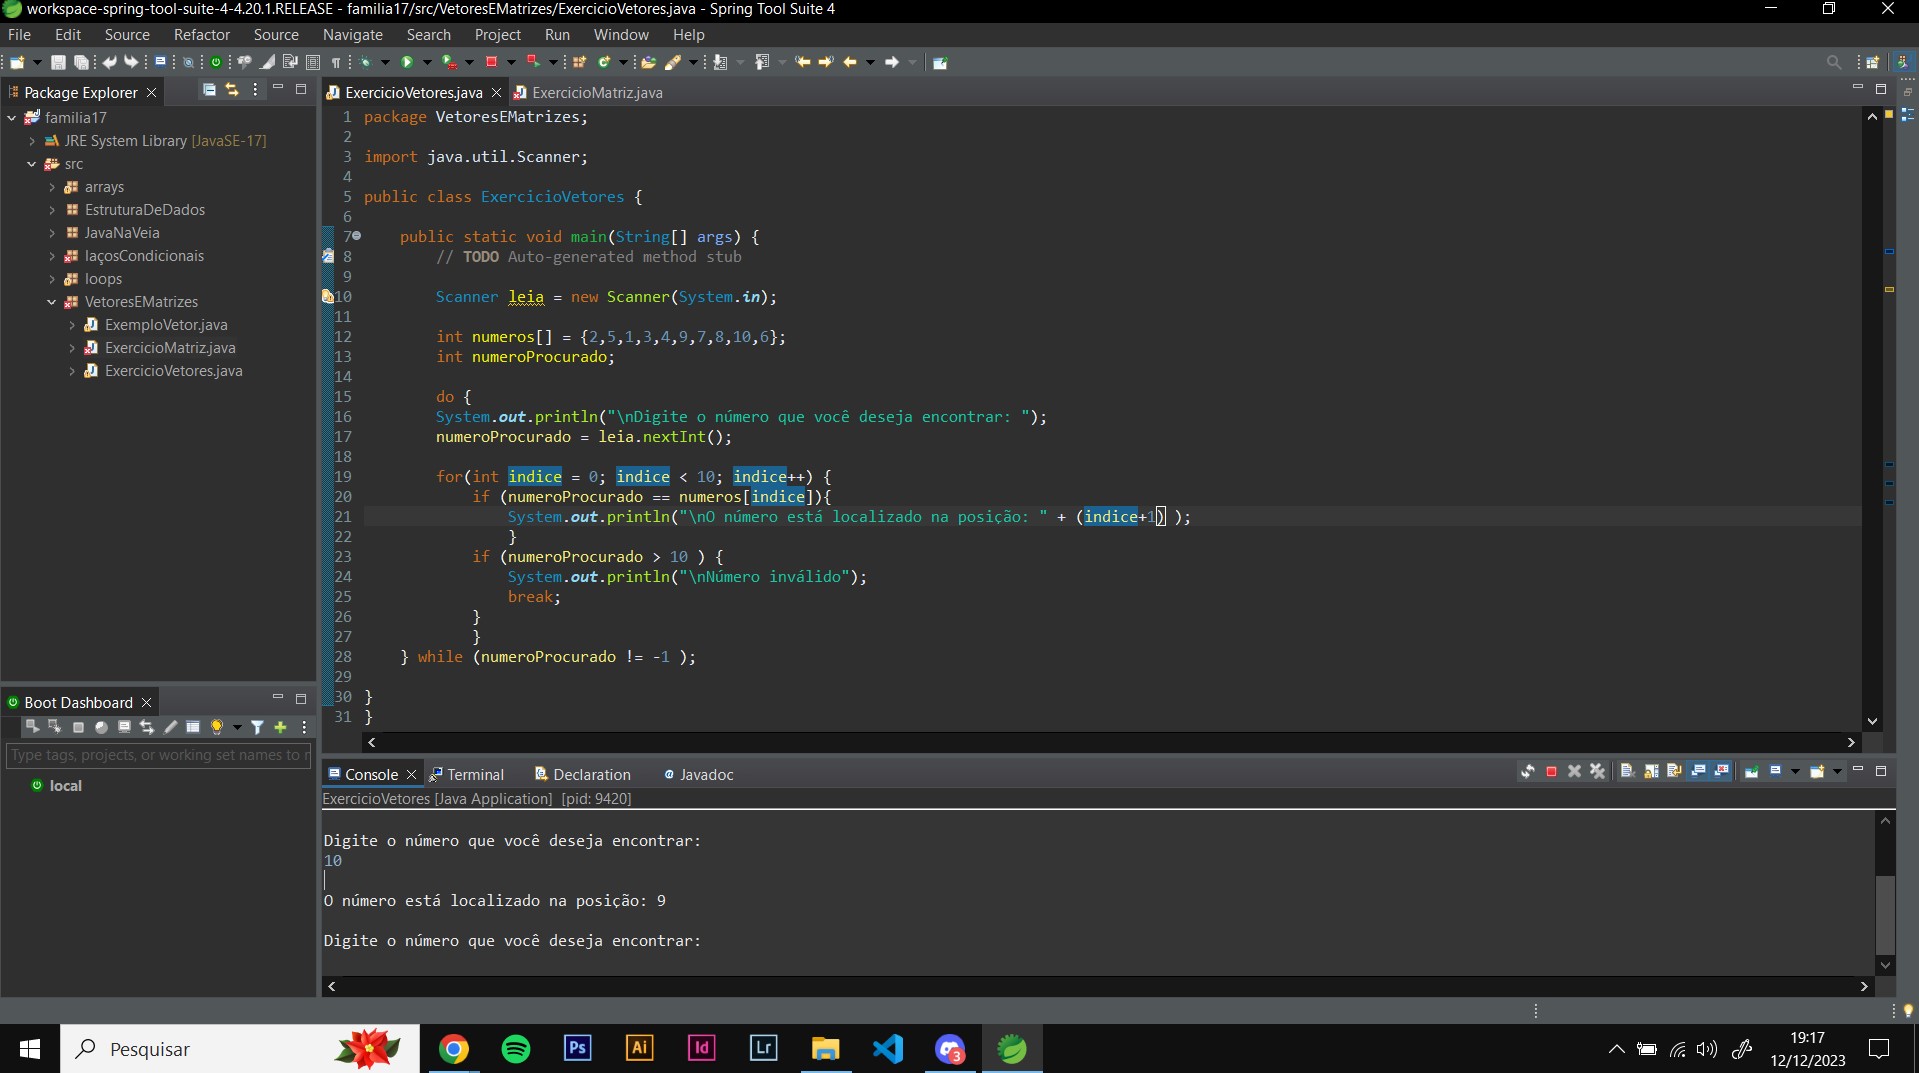 workspace-spring-tool-suite-4-4.20.1.RELEASE - familia17/src/VetoresEMatrizes/ExercicioVetores.java - Spring Tool Suite 4
File Edit Source Refactor Source Navigate Search Project Run Window Help
Package Explorer
familia17
JRE System Library [JavaSE-17]
src
arrays
EstruturaDeDados
JavaNaVeia
laçosCondicionais
loops
VetoresEMatrizes
ExemploVetor.java
ExercicioMatriz.java
ExercicioVetores.java
Boot Dashboard
Type tags, projects, or working set names to
local
ExercicioVetores.java ExercicioMatriz.java
1 package VetoresEMatrizes;
2
3 import java.util.Scanner;
4
5 public class ExercicioVetores {
6
7 public static void main(String[] args) {
8 // TODO Auto-generated method stub
9
10 Scanner leia = new Scanner(System.in);
11
12 int numeros[] = {2,5,1,3,4,9,7,8,10,6};
13 int numeroProcurado;
14
15 do {
16 System.out.println("\nDigite o número que você deseja encontrar: ");
17 numeroProcurado = leia.nextInt();
18
19 for(int indice = 0; indice < 10; indice++) {
20 if (numeroProcurado == numeros[indice]){
21 System.out.println("\nO número está localizado na posição: " + (indice+1) );
22 }
23 if (numeroProcurado > 10 ) {
24 System.out.println("\nNúmero inválido");
25 break;
26 }
27 }
28 } while (numeroProcurado != -1 );
29
30 }
31 }
Console Terminal Declaration @ Javadoc
ExercicioVetores [Java Application] [pid: 9420]
Digite o número que você deseja encontrar:
10
O número está localizado na posição: 9
Digite o número que você deseja encontrar:
Pesquisar
Ps
Ai
Id
Lr
3
19:17
12/12/2023